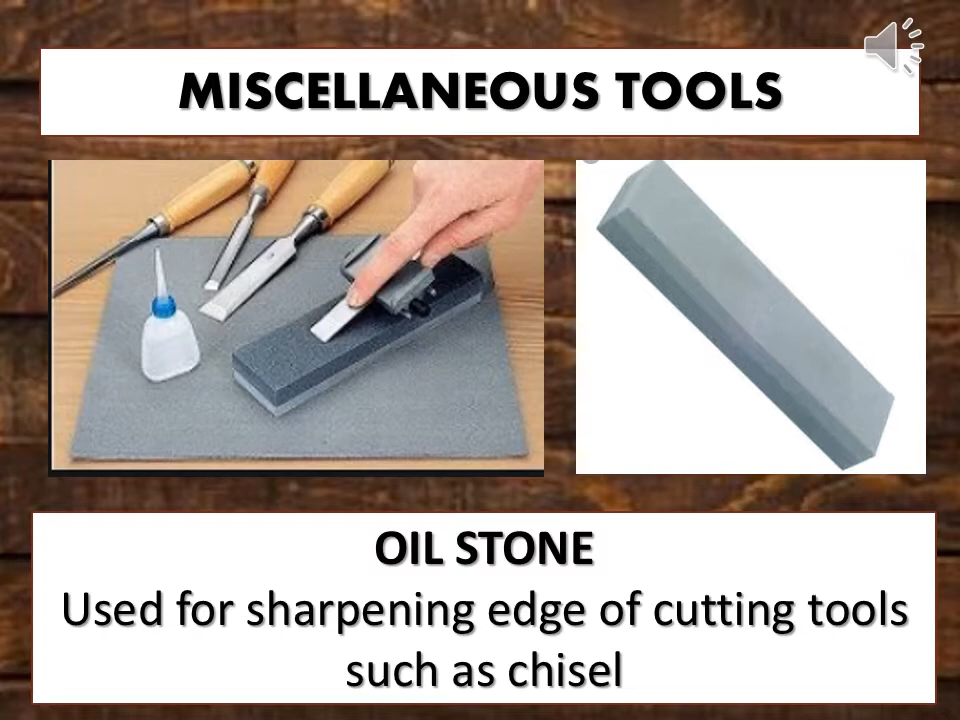 MISCELLANEOUS TOOLS
OIL STONE
Used for sharpening edge of cutting tools
such as chisel